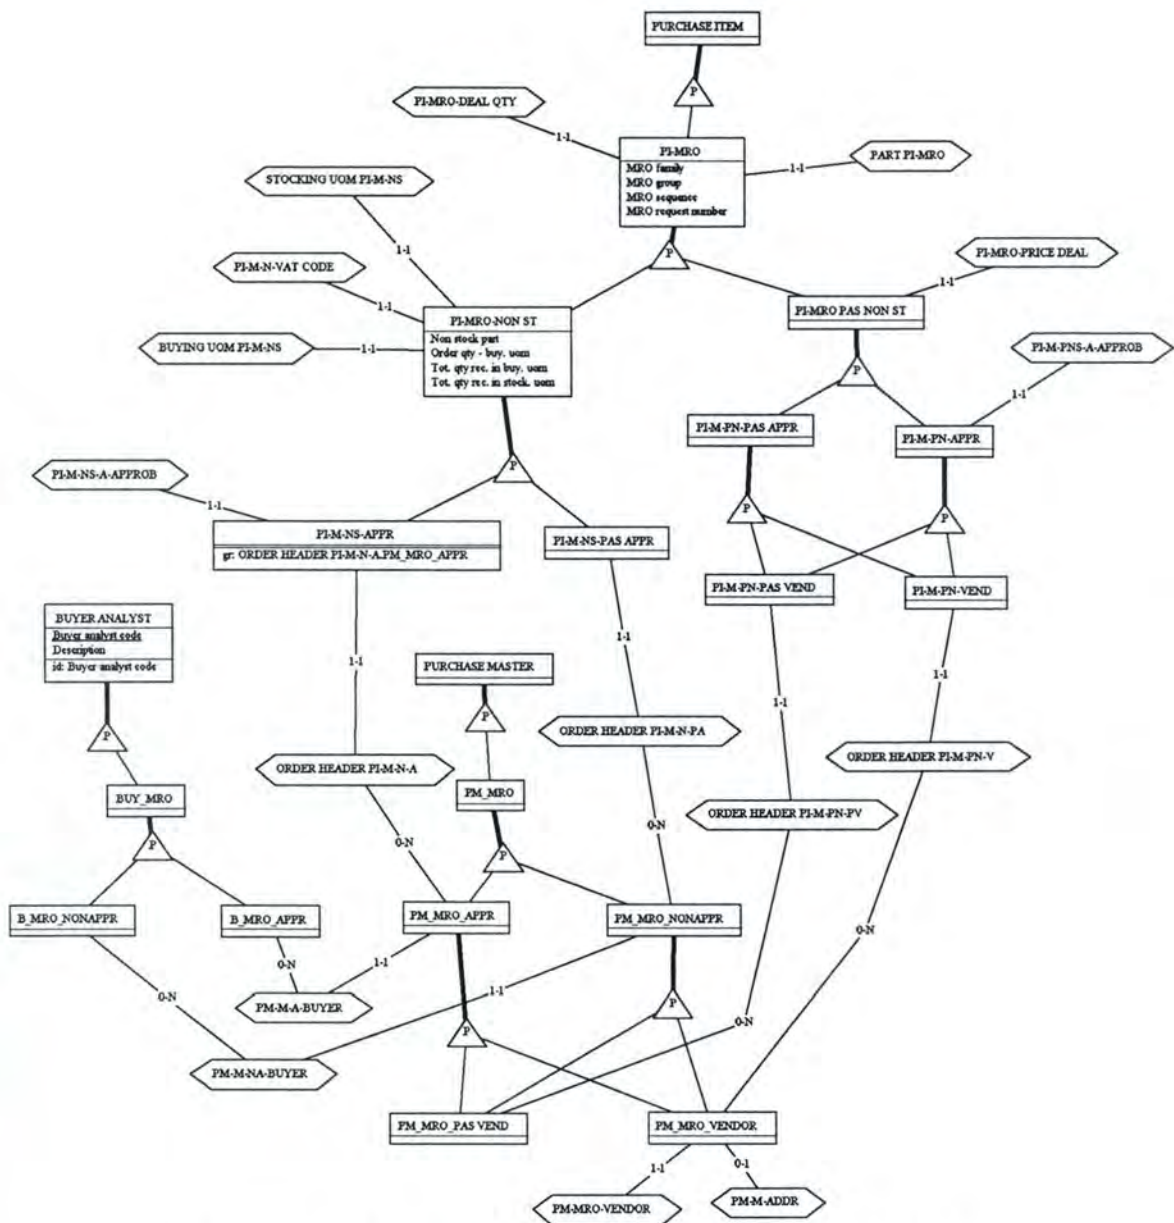 PURCHASE ITEM
P
PI-MRO-DEAL QTY
1-1
PI-MRO
MRO family
MRO group
MRO sequence
MRO request number
1-1
PART PI-MRO
STOCKING UOM PI-M-NS
1-1
P
PI-MRO-PRICE DEAL
1-1
PI-M-N-VAT CODE
1-1
PI-MRO-NON ST
Non stock part
Order qty - buy. uom
Tot. qty rec. in buy. uom
Tot. qty rec. in stock. uom
PI-MRO PAS NON ST
BUYING UOM PI-M-NS
1-1
PI-M-PNS-A-APPROB
1-1
P
PI-M-PN-PAS APPR
PI-M-PN-APPR
PI-M-NS-A-APPROB
1-1
P
P
P
PI-M-NS-APPR
gr: ORDER HEADER PI-M-N-A.PM_MRO_APPR
PI-M-NS-PAS APPR
PI-M-PN-PAS VEND
PI-M-PN-VEND
BUYER ANALYST
Buyer analyst code
Description
id: Buyer analyst code
1-1
PURCHASE MASTER
1-1
1-1
1-1
P
P
ORDER HEADER PI-M-N-PA
ORDER HEADER PI-M-PN-V
ORDER HEADER PI-M-N-A
BUY_MRO
PM_MRO
ORDER HEADER PI-M-PN-PV
0-N
0-N
P
P
B_MRO_NONAPPR
B_MRO_APPR
PM_MRO_APPR
PM_MRO_NONAPPR
0-N
0-N
1-1
0-N
1-1
PM-M-A-BUYER
P
P
0-N
PM-M-NA-BUYER
PM_MRO_PAS VEND
PM_MRO_VENDOR
1-1
0-1
PM-MRO-VENDOR
PM-M-ADDR